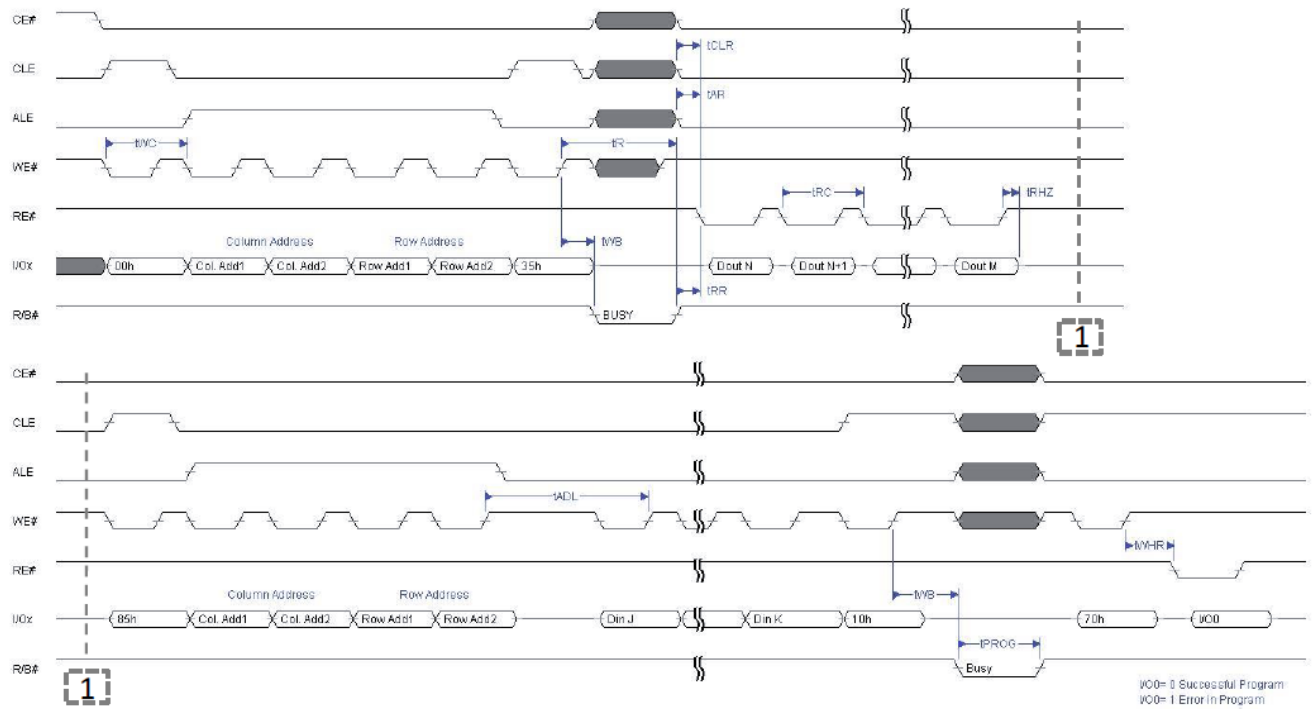 CE#
CLE
tCLR
ALE
tAR
tWC
tR
WE#
tRC
tRHZ
RE#
Column Address
Row Address
tWB
I/Ox
00h
Col. Add1
Col. Add2
Row Add1
Row Add2
35h
Dout N
Dout N+1
Dout M
tRR
R/B#
BUSY
1
CE#
CLE
ALE
tADL
WE#
tWHR
RE#
Column Address
Row Address
tWB
I/Ox
85h
Col. Add1
Col. Add2
Row Add1
Row Add2
Din J
Din K
10h
70h
I/O0
tPROG
R/B#
Busy
1
I/O0= 0 Successful Program
I/O0= 1 Error in Program